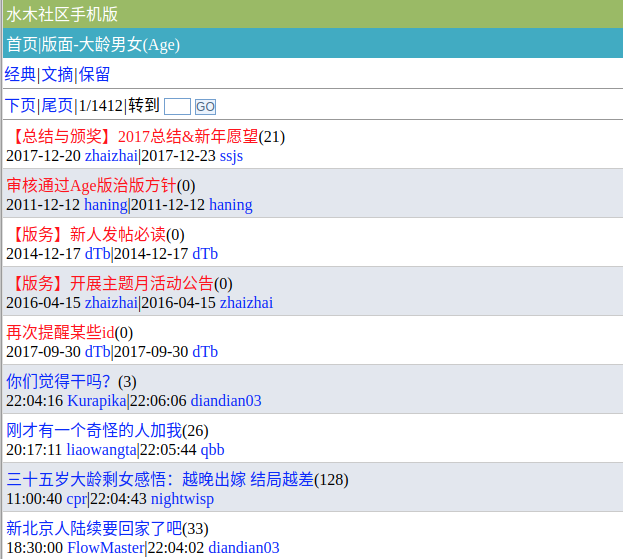 水木社区手机版
首页|版面-大龄男女(Age)
经典|文摘|保留
下页|尾页|1/1412|转到 GO
【总结与颁奖】2017总结&新年愿望(21)
2017-12-20 zhaizhai|2017-12-23 ssjs
审核通过Age版治版方针(0)
2011-12-12 haning|2011-12-12 haning
【版务】新人发帖必读(0)
2014-12-17 dTb|2014-12-17 dTb
【版务】开展主题月活动公告(0)
2016-04-15 zhaizhai|2016-04-15 zhaizhai
再次提醒某些id(0)
2017-09-30 dTb|2017-09-30 dTb
你们觉得干吗？(3)
22:04:16 Kurapika|22:06:06 diandian03
刚才有一个奇怪的人加我(26)
20:17:11 liaowangta|22:05:44 qbb
三十五岁大龄剩女感悟：越晚出嫁 结局越差(128)
11:00:40 cpr|22:04:43 nightwisp
新北京人陆续要回家了吧(33)
18:30:00 FlowMaster|22:04:02 diandian03